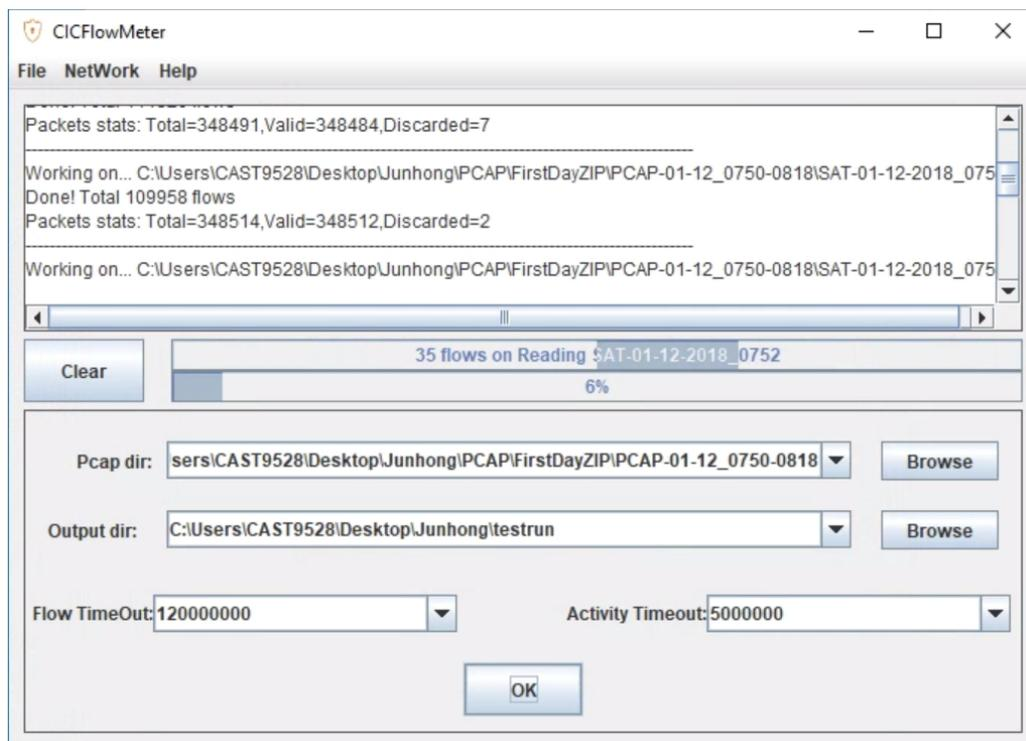 CICFlowMeter
File NetWork Help
Packets stats: Total=348491,Valid=348484,Discarded=7
Working on... C:\Users\CAST9528\Desktop\Junhong\PCAP\FirstDayZIP\PCAP-01-12_0750-0818\SAT-01-12-2018_075
Done! Total 109958 flows
Packets stats: Total=348514,Valid=348512,Discarded=2
Working on... C:\Users\CAST9528\Desktop\Junhong\PCAP\FirstDayZIP\PCAP-01-12_0750-0818\SAT-01-12-2018_075
Clear
35 flows on Reading SAT-01-12-2018_0752
6%
Pcap dir: sers\CAST9528\Desktop\Junhong\PCAP\FirstDayZIP\PCAP-01-12_0750-0818 Browse
Output dir: C:\Users\CAST9528\Desktop\Junhong\testrun Browse
Flow TimeOut: 120000000 Activity Timeout: 5000000
OK